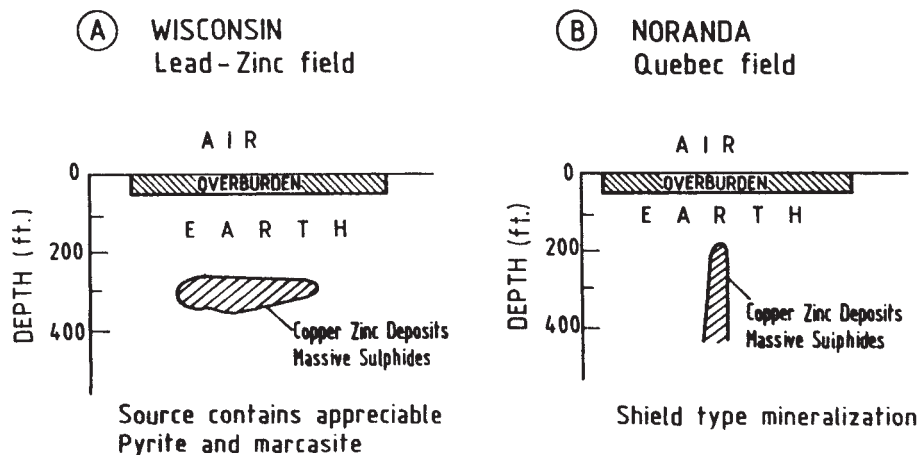 A WISCONSIN
Lead-Zinc field
AIR
0
OVERBURDEN
EARTH
200
400
DEPTH (ft.)
Copper Zinc Deposits
Massive Sulphides
Source contains appreciable
Pyrite and marcasite
B NORANDA
Quebec field
AIR
0
OVERBURDEN
EARTH
200
400
DEPTH (ft.)
Copper Zinc Deposits
Massive Sulphides
Shield type mineralization